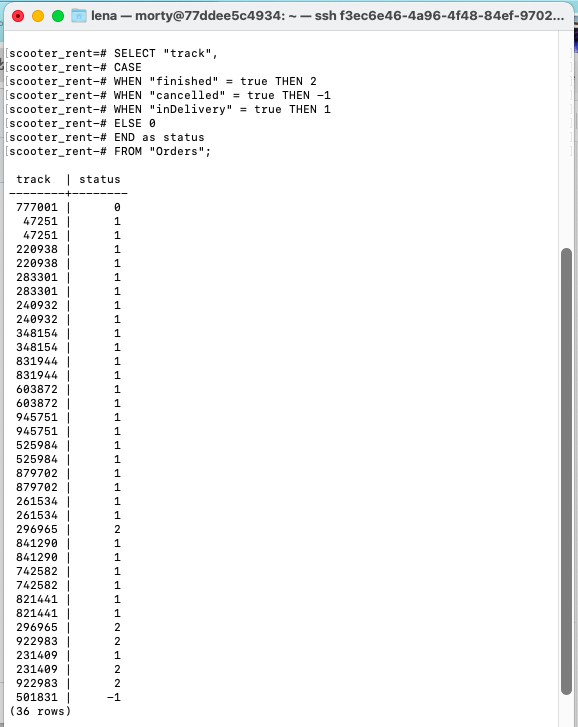 lena — morty@77ddee5c4934: ~ — ssh f3ec6e46-4a96-4f48-84ef-9702...
[scooter_rent=# SELECT "track",
[scooter_rent-# CASE
[scooter_rent-# WHEN "finished" = true THEN 2
[scooter_rent-# WHEN "cancelled" = true THEN -1
[scooter_rent-# WHEN "inDelivery" = true THEN 1
[scooter_rent-# ELSE 0
[scooter_rent-# END as status
[scooter_rent-# FROM "Orders";
 track  | status
--------+--------
 777001 |      0
  47251 |      1
  47251 |      1
 220938 |      1
 220938 |      1
 283301 |      1
 283301 |      1
 240932 |      1
 240932 |      1
 348154 |      1
 348154 |      1
 831944 |      1
 831944 |      1
 603872 |      1
 603872 |      1
 945751 |      1
 945751 |      1
 525984 |      1
 525984 |      1
 879702 |      1
 879702 |      1
 261534 |      1
 261534 |      1
 296965 |      2
 841290 |      1
 841290 |      1
 742582 |      1
 742582 |      1
 821441 |      1
 821441 |      1
 296965 |      2
 922983 |      2
 231409 |      1
 231409 |      2
 922983 |      2
 501831 |     -1
(36 rows)